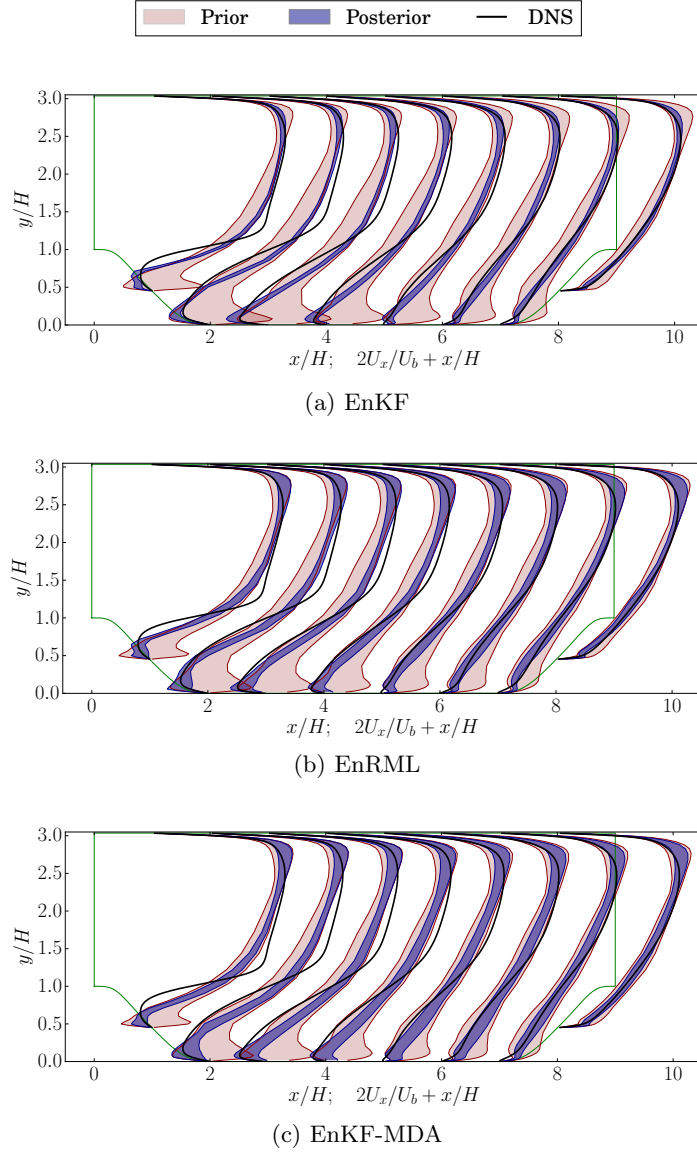 Prior Posterior DNS
3.0
2.5
2.0
1.5
1.0
0.5
0.0
y/H
0 2 4 6 8 10
x/H; 2U_x/U_b + x/H
(a) EnKF
3.0
2.5
2.0
1.5
1.0
0.5
0.0
y/H
0 2 4 6 8 10
x/H; 2U_x/U_b + x/H
(b) EnRML
3.0
2.5
2.0
1.5
1.0
0.5
0.0
y/H
0 2 4 6 8 10
x/H; 2U_x/U_b + x/H
(c) EnKF-MDA